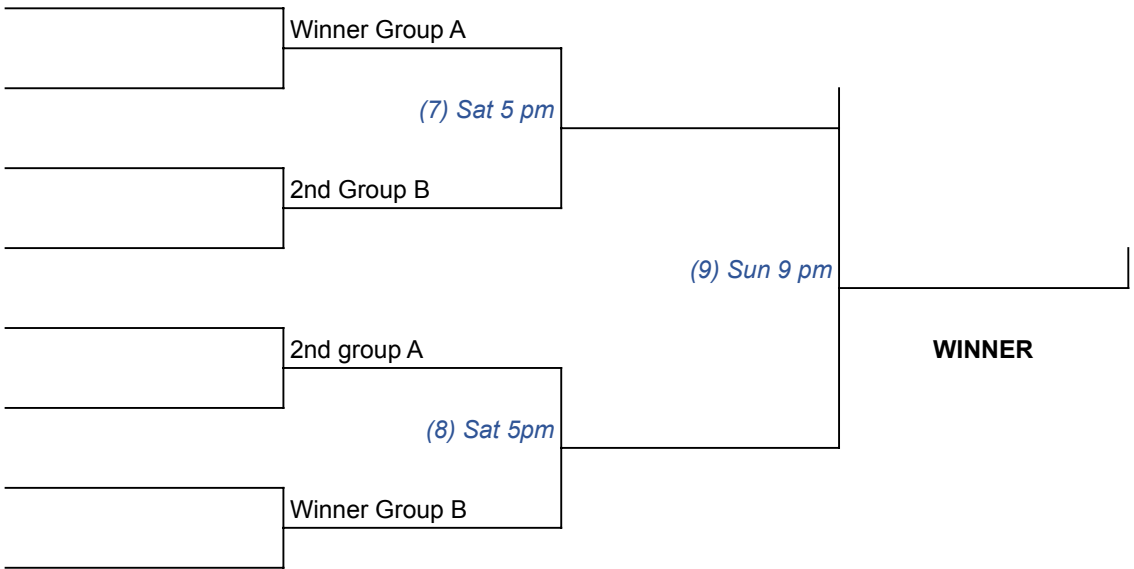 Winner Group A
(7) Sat 5 pm
2nd Group B
(9) Sun 9 pm
2nd group A
WINNER
(8) Sat 5pm
Winner Group B